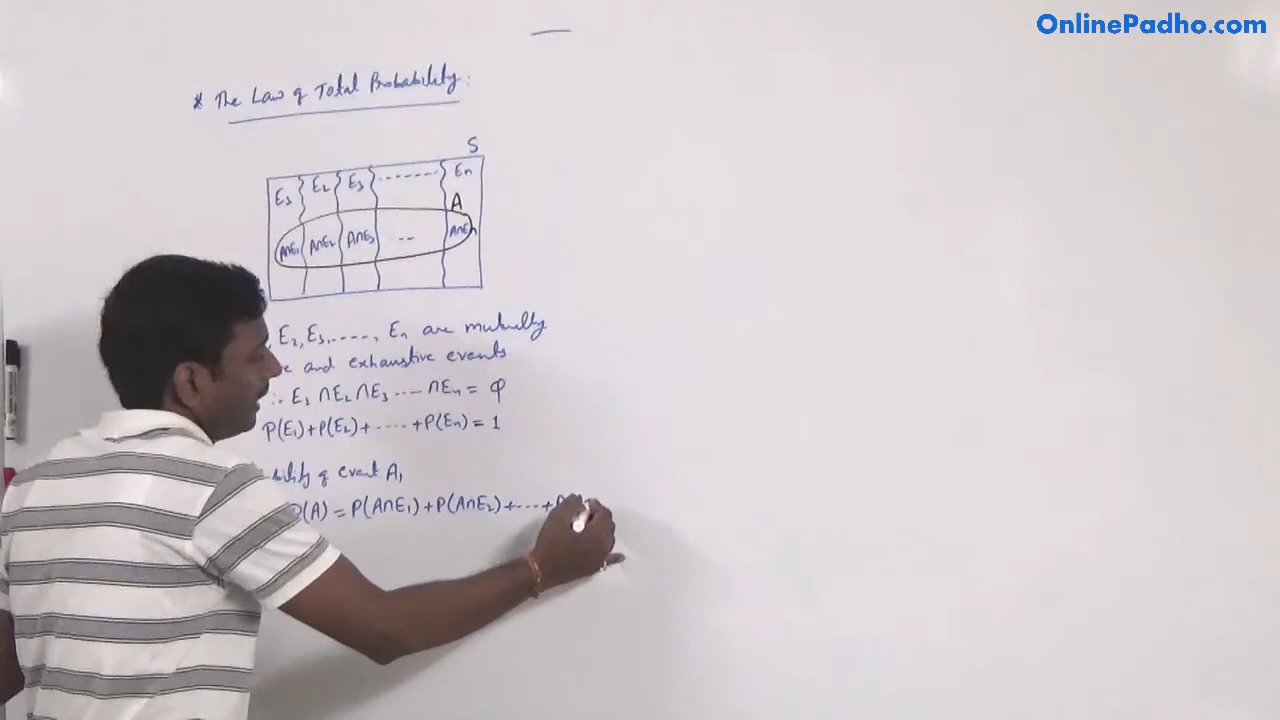 OnlinePadho.com
* The Law of Total Probability:
S
E1 E2 E3 ------- En
A
A∩E1 A∩E2 A∩E3 -- A∩En
E2, E3, ....., En are mutually
and exhaustive events
∴ E1 ∩E2 ∩E3 ---- ∩En = φ
P(E1)+P(E2)+ ..... +P(En) = 1
of event A,
P(A) = P(A∩E1)+P(A∩E2)+---+